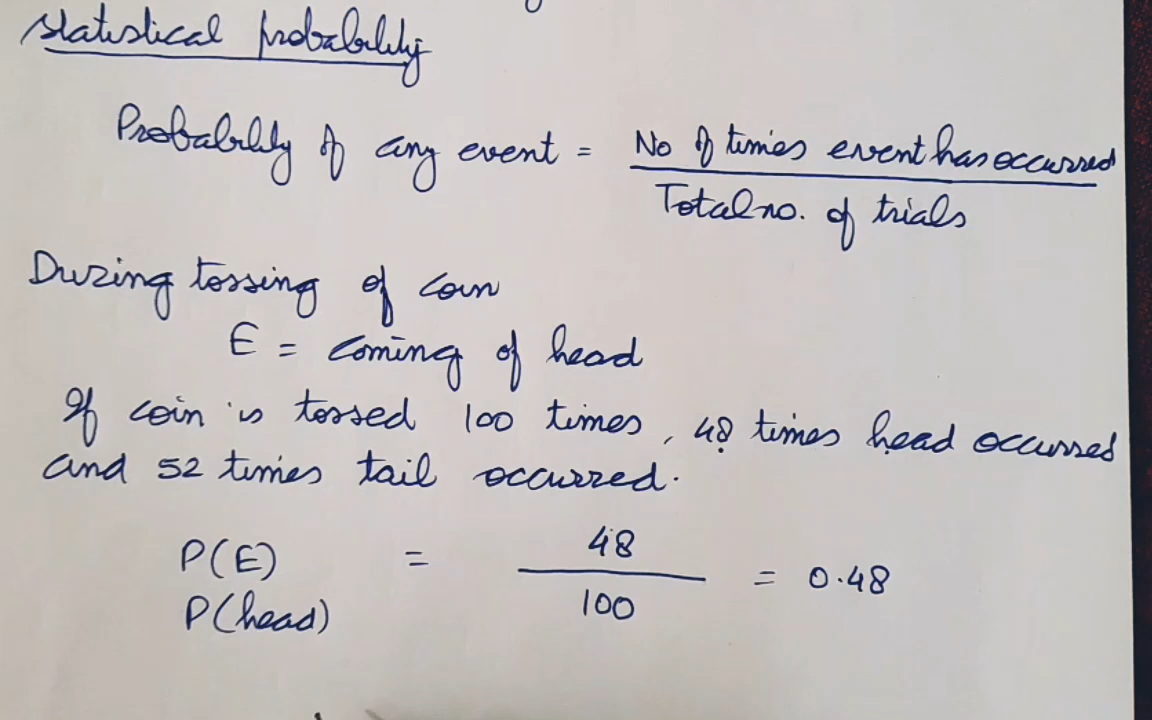 statistical probability
Probability of any event = No of times event has occurred
Total no. of trials
During tossing of coin
E = coming of head
If coin is tossed 100 times, 48 times head occurred
and 52 times tail occurred.
P(E) = 48
100 = 0.48
P(head)